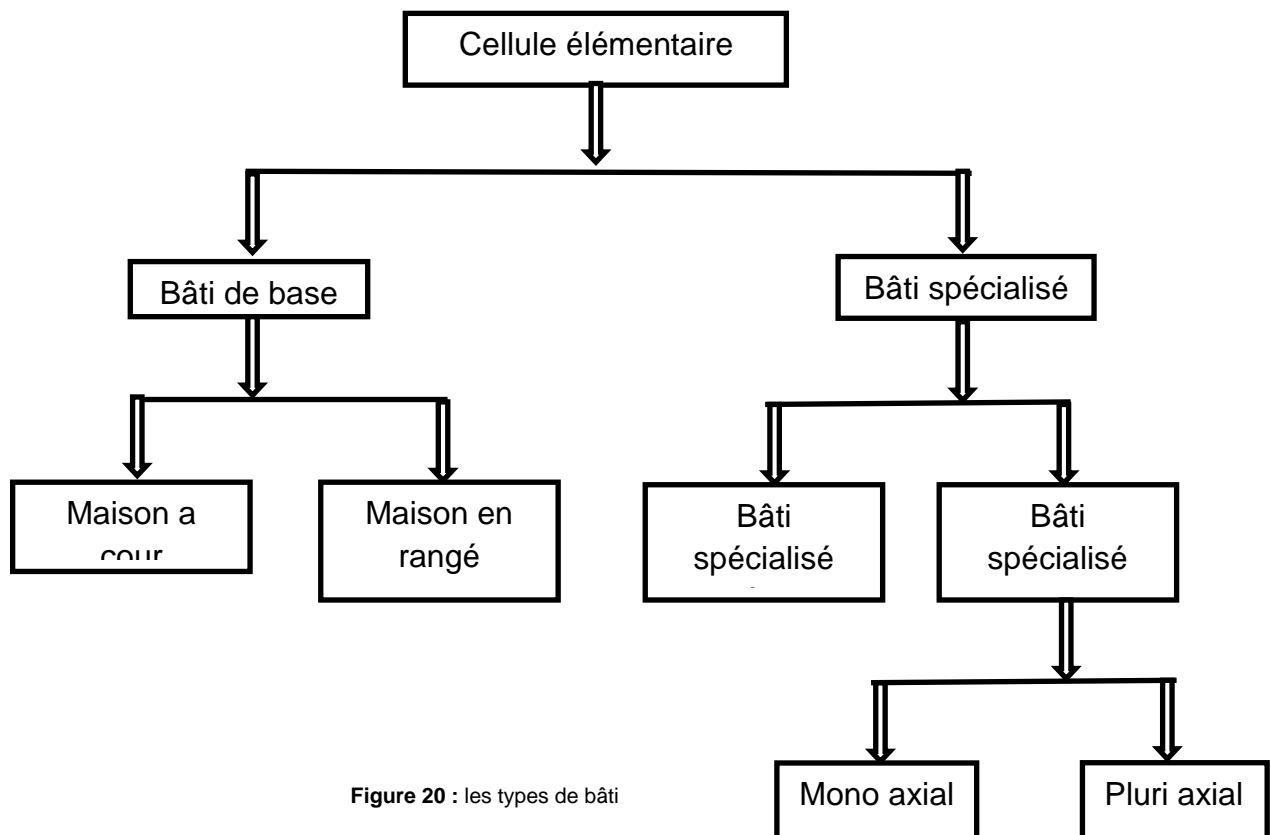 Cellule élémentaire
Bâti de base
Bâti spécialisé
Maison a
cour
Maison en
rangé
Bâti
spécialisé
Bâti
spécialisé
Mono axial
Pluri axial
Figure 20 : les types de bâti